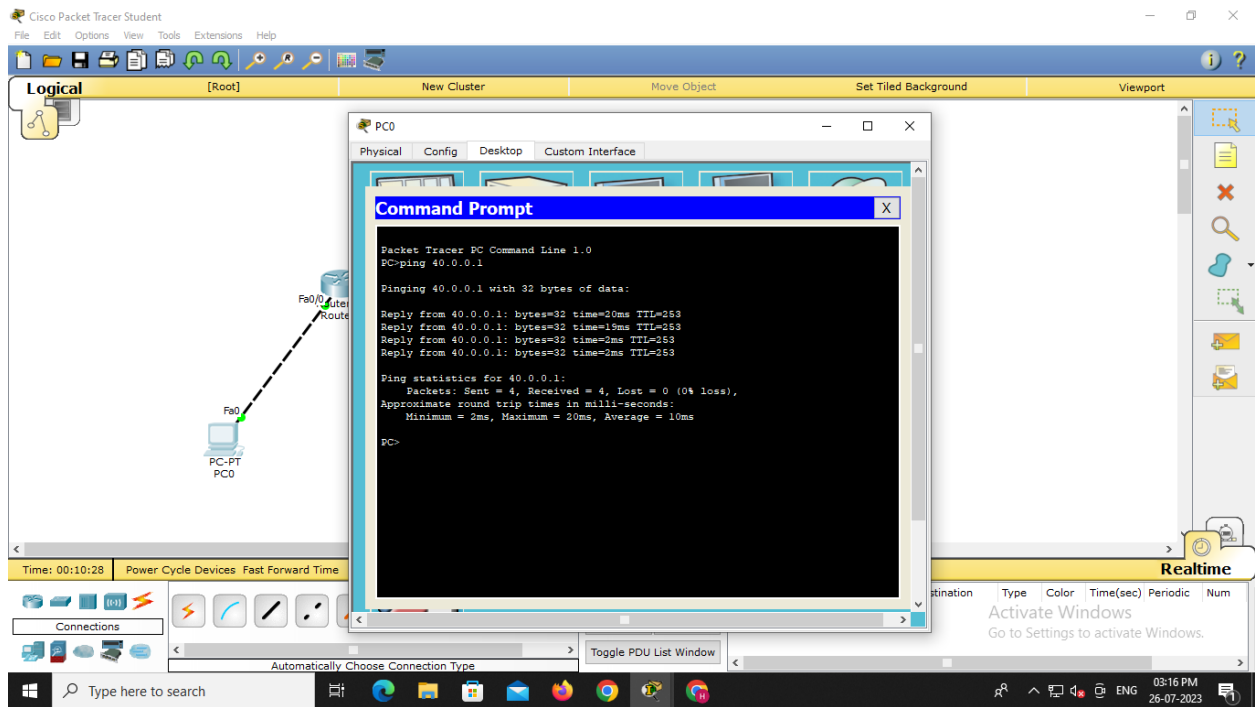 Cisco Packet Tracer Student
File Edit Options View Tools Extensions Help
Logical [Root] New Cluster Move Object Set Tiled Background Viewport
PC0
Physical Config Desktop Custom Interface
Command Prompt X
Packet Tracer PC Command Line 1.0
PC>ping 40.0.0.1
Pinging 40.0.0.1 with 32 bytes of data:
Reply from 40.0.0.1: bytes=32 time=20ms TTL=253
Reply from 40.0.0.1: bytes=32 time=19ms TTL=253
Reply from 40.0.0.1: bytes=32 time=2ms TTL=253
Reply from 40.0.0.1: bytes=32 time=2ms TTL=253
Ping statistics for 40.0.0.1:
Packets: Sent = 4, Received = 4, Lost = 0 (0% loss),
Approximate round trip times in milli-seconds:
Minimum = 2ms, Maximum = 20ms, Average = 10ms
PC>
Fa0/0
Route
Fa0
PC-PT
PC0
Time: 00:10:28 Power Cycle Devices Fast Forward Time Realtime
Connections
Automatically Choose Connection Type
Toggle PDU List Window
stination Type Color Time(sec) Periodic Num
Activate Windows
Go to Settings to activate Windows.
Type here to search
ENG
03:16 PM
26-07-2023